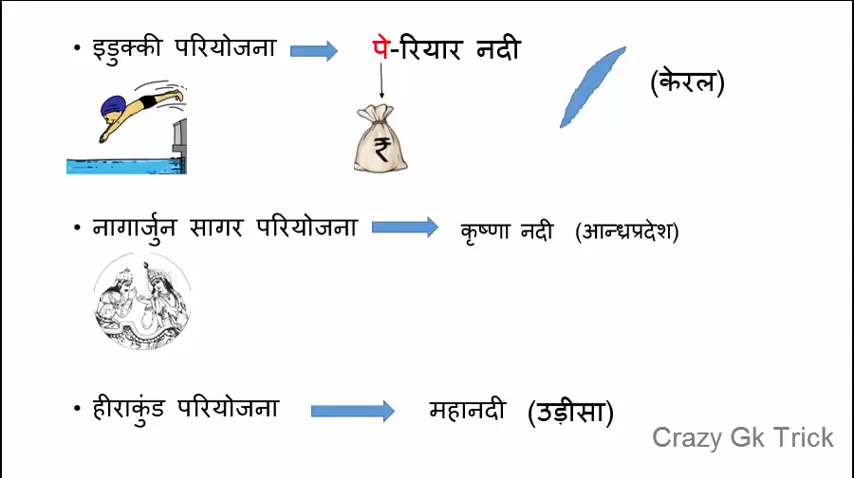 • इडुक्की परियोजना पे-रियार नदी (केरल)
₹
• नागार्जुन सागर परियोजना कृष्णा नदी (आन्ध्रप्रदेश)
• हीराकुंड परियोजना महानदी (उड़ीसा)
Crazy Gk Trick